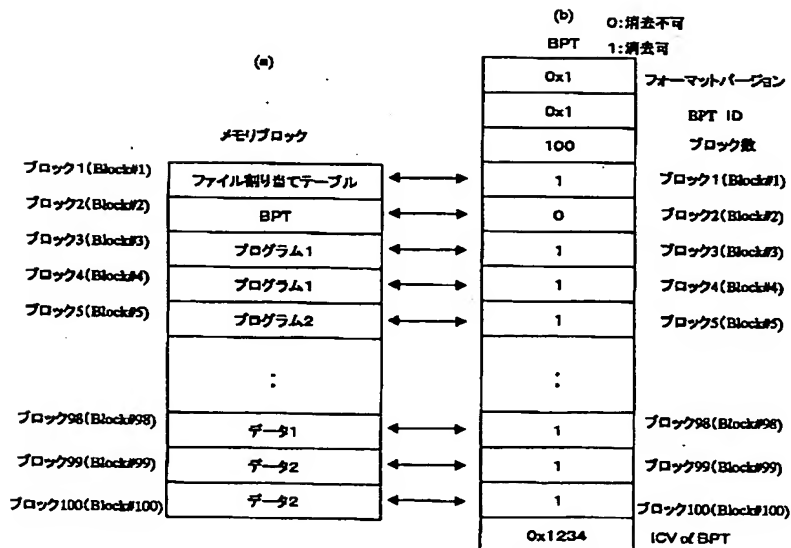 (b) 0:消去不可
BPT 1:消去可
(a)
0x1 フォーマットバージョン
0x1 BPT ID
メモリブロック 100 ブロック数
ブロック1(Block#1) ファイル割り当てテーブル 1 ブロック1(Block#1)
ブロック2(Block#2) BPT 0 ブロック2(Block#2)
ブロック3(Block#3) プログラム1 1 ブロック3(Block#3)
ブロック4(Block#4) プログラム1 1 ブロック4(Block#4)
ブロック5(Block#5) プログラム2 1 ブロック5(Block#5)
: :
ブロック98(Block#98) データ1 1 ブロック98(Block#98)
ブロック99(Block#99) データ2 1 ブロック99(Block#99)
ブロック100(Block#100) データ2 1 ブロック100(Block#100)
0x1234 ICV of BPT